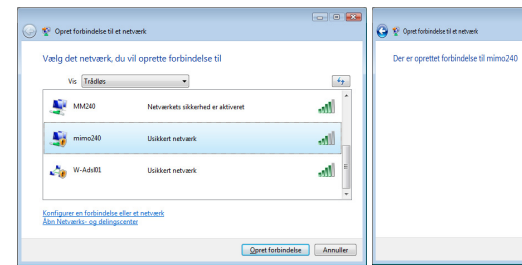 Opret forbindelse til et netværk
Vælg det netværk, du vil oprette forbindelse til
Vis Trådløs
MM240 Netværkets sikkerhed er aktiveret
mimo240 Usikkert netværk
W-Adsl01 Usikkert netværk
Konfigurer en forbindelse eller et netværk
Åbn Netværks- og delingscenter
Opret forbindelse Annuller
Opret forbindelse til et netværk
Der er oprettet forbindelse til mimo240